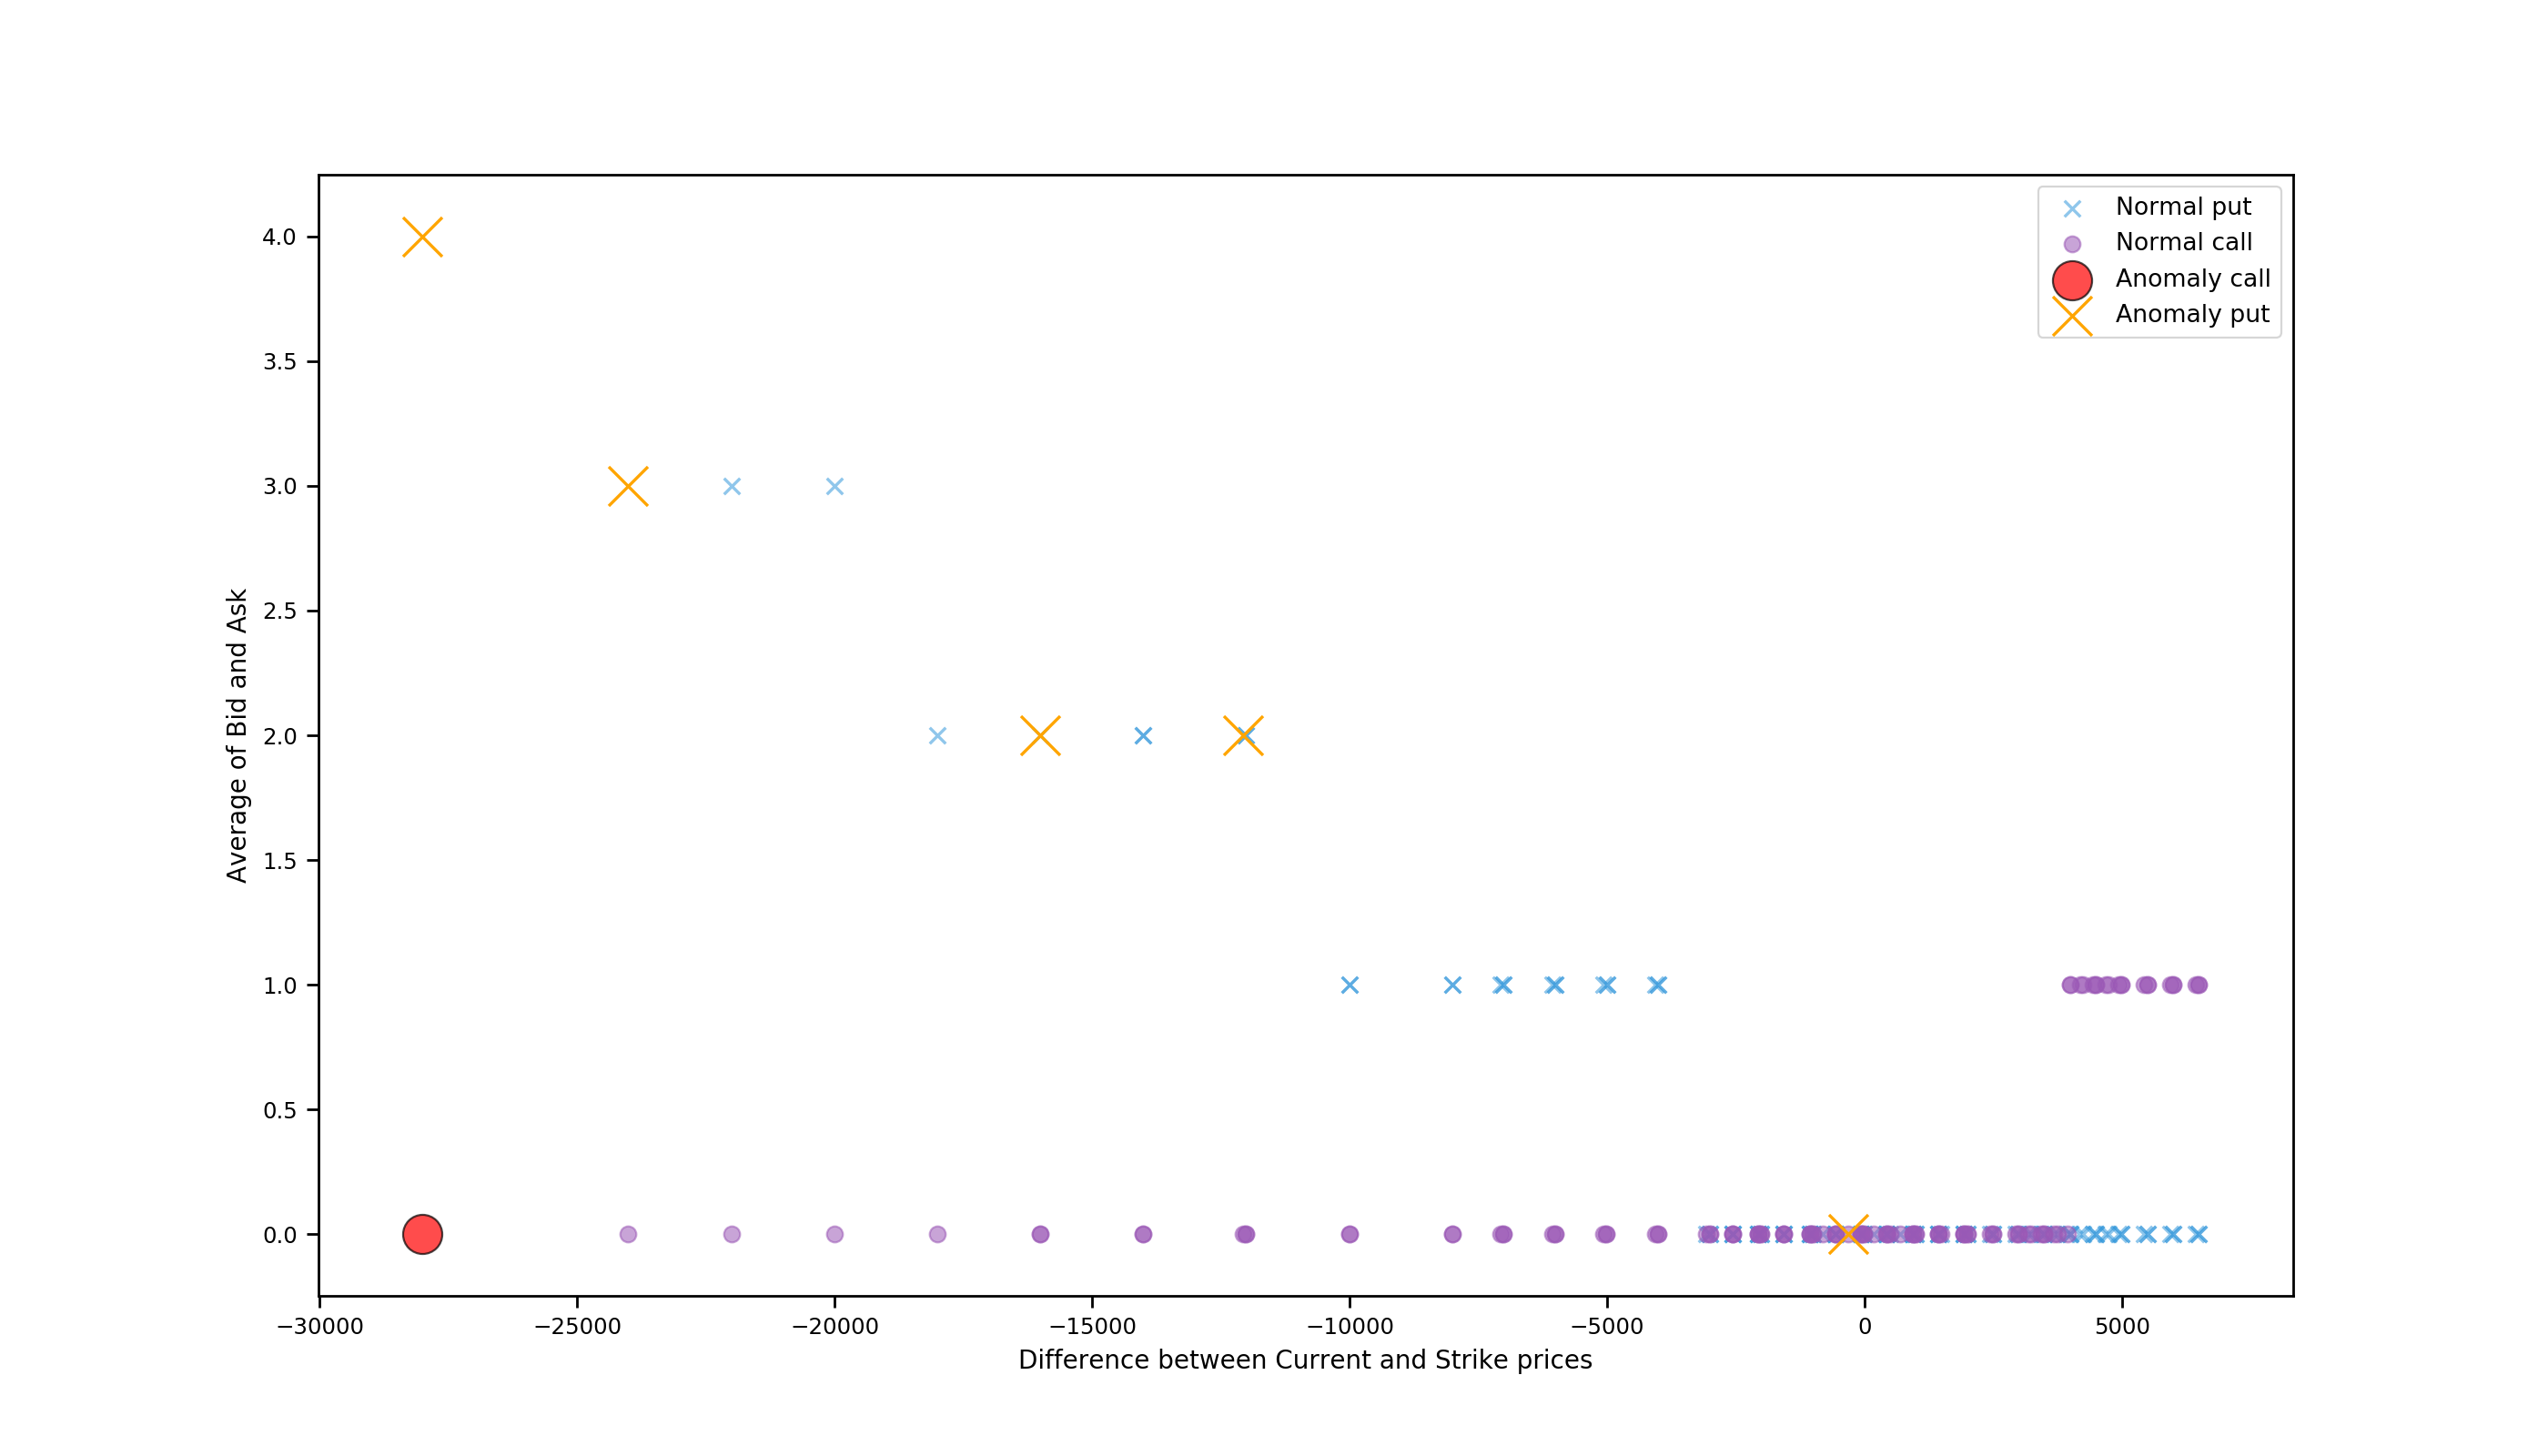 Normal put
Normal call
Anomaly call
Anomaly put
4.0
3.5
3.0
2.5
2.0
1.5
1.0
0.5
0.0
Average of Bid and Ask
−30000 −25000 −20000 −15000 −10000 −5000 0 5000
Difference between Current and Strike prices